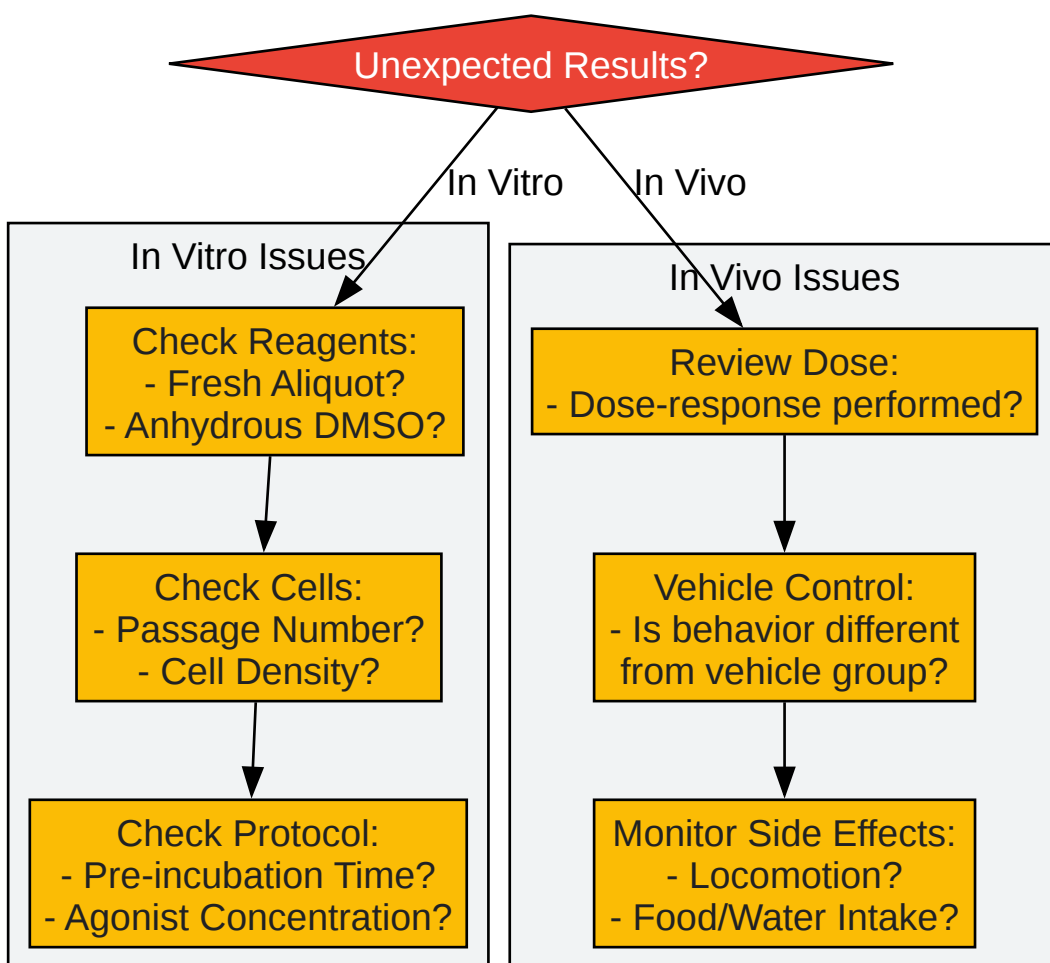 Unexpected Results?
In Vitro
In Vivo
In Vitro Issues
Check Reagents:
- Fresh Aliquot?
- Anhydrous DMSO?
Check Cells:
- Passage Number?
- Cell Density?
Check Protocol:
- Pre-incubation Time?
- Agonist Concentration?
In Vivo Issues
Review Dose:
- Dose-response performed?
Vehicle Control:
- Is behavior different
from vehicle group?
Monitor Side Effects:
- Locomotion?
- Food/Water Intake?